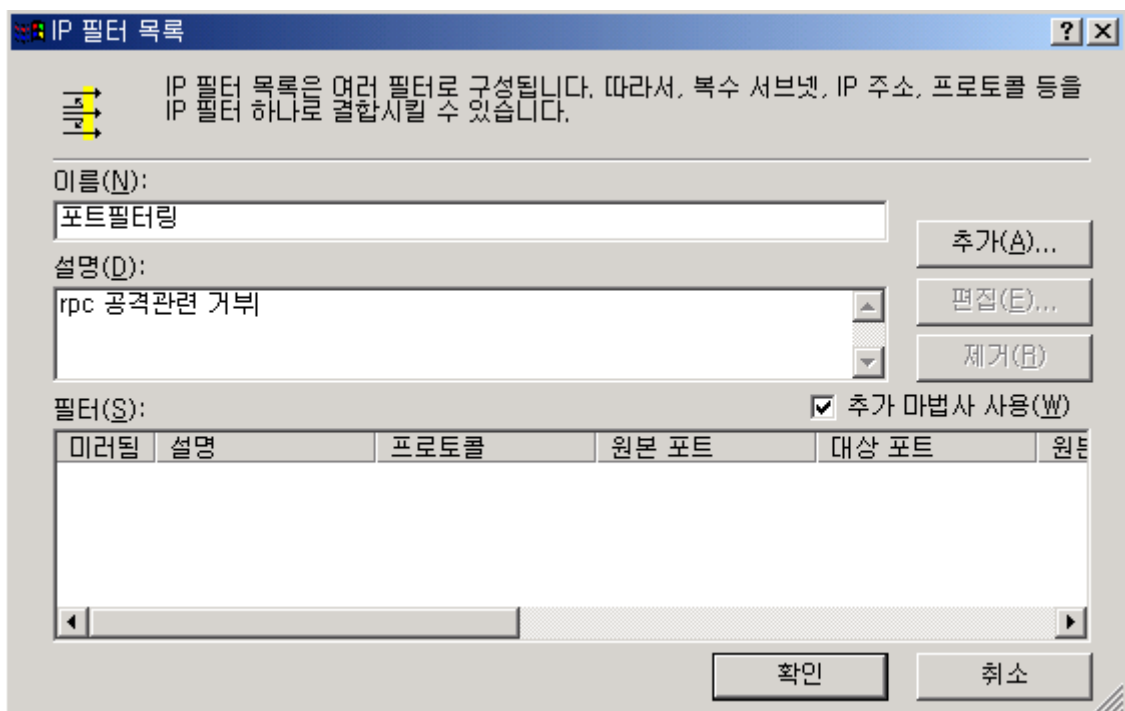 IP 필터 목록
IP 필터 목록은 여러 필터로 구성됩니다. 따라서, 복수 서브넷, IP 주소, 프로토콜 등을
IP 필터 하나로 결합시킬 수 있습니다.
이름(N):
포트필터링
추가(A)...
설명(D):
rpc 공격관련 거부
편집(E)...
제거(R)
필터(S):
추가 마법사 사용(W)
미러됨 설명 프로토콜 원본 포트 대상 포트 원본
확인 취소